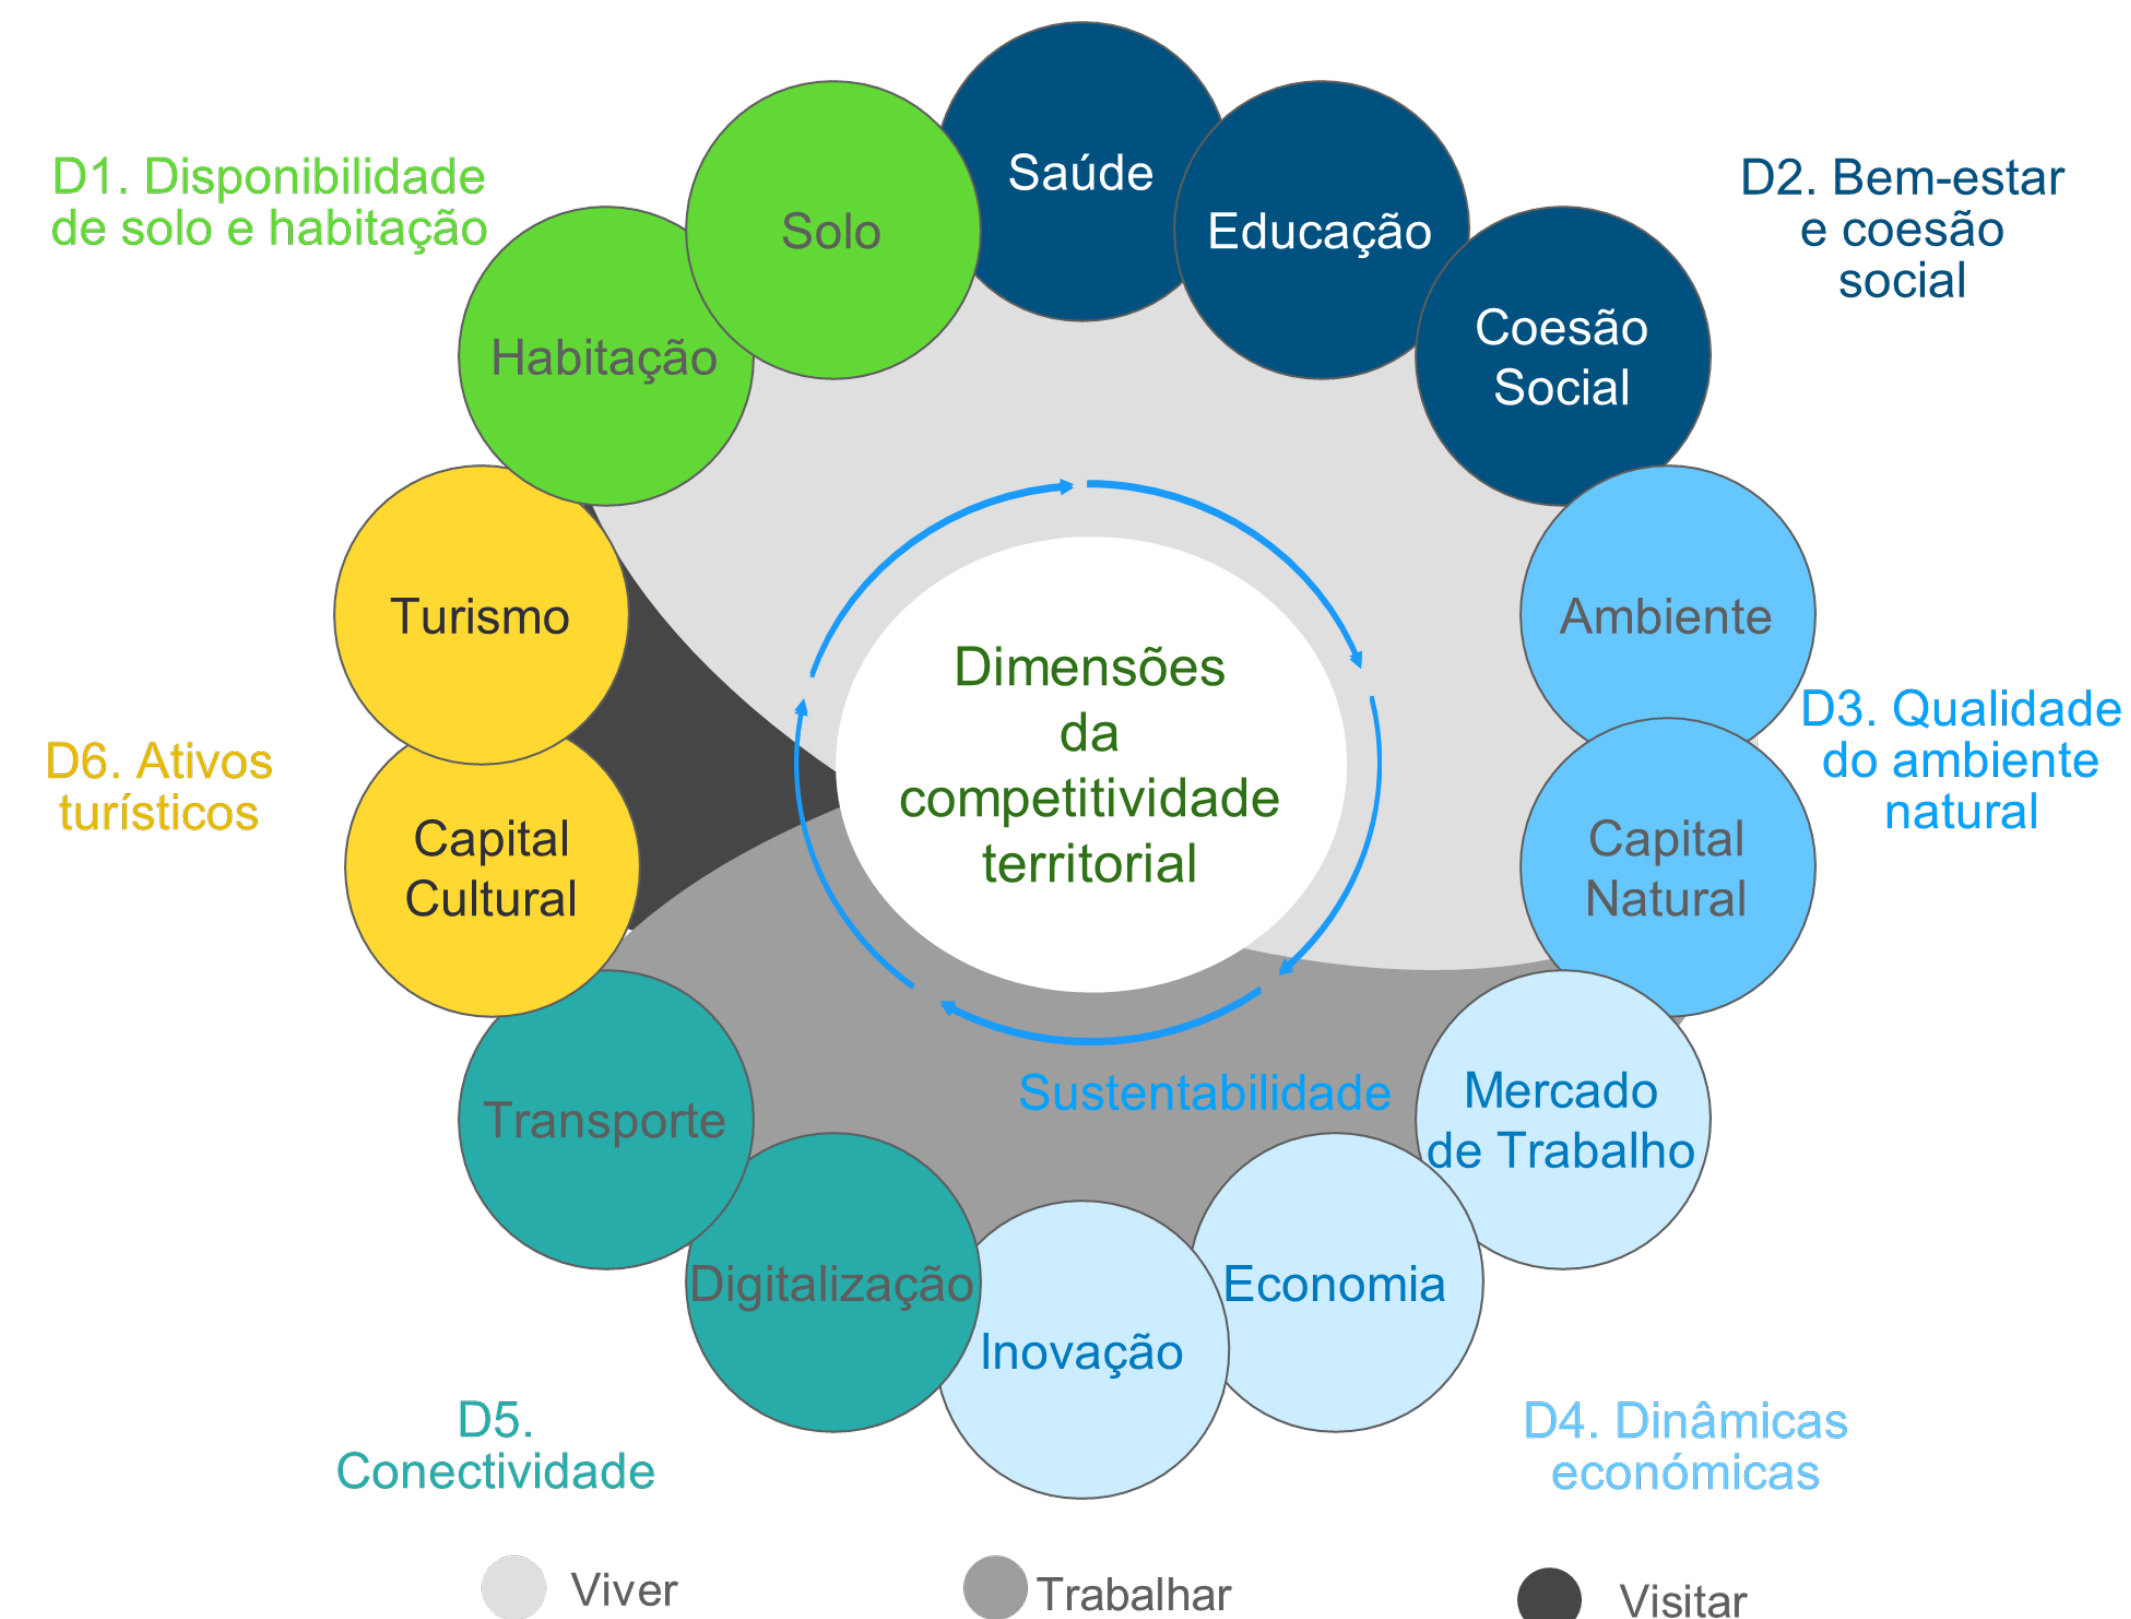 Saúde
D1. Disponibilidade
de solo e habitação
Solo
Educação
D2. Bem-estar
e coesão
social
Habitação
Coesão
Social
Turismo
Ambiente
Dimensões
da
competitividade
territorial
D3. Qualidade
do ambiente
natural
D6. Ativos
turísticos
Capital
Cultural
Capital
Natural
Sustentabilidade
Transporte
Mercado
de Trabalho
Digitalização
Economia
Inovação
D5.
Conectividade
D4. Dinâmicas
económicas
Viver
Trabalhar
Visitar